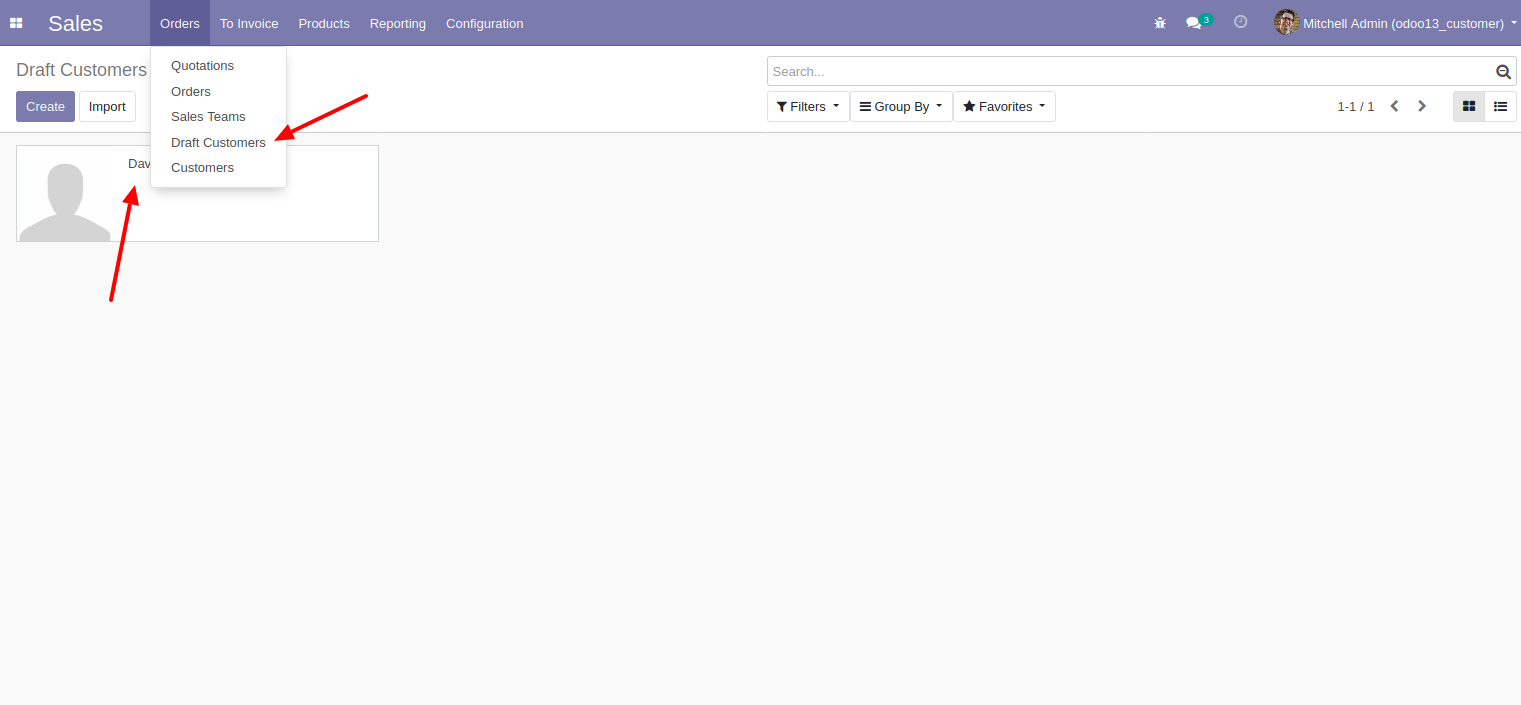 Sales
Orders
To Invoice
Products
Reporting
Configuration
3
Mitchell Admin (odoo13_customer)
Draft Customers
Search...
Create
Import
Filters
Group By
Favorites
1-1 / 1
Quotations
Orders
Sales Teams
Draft Customers
Customers